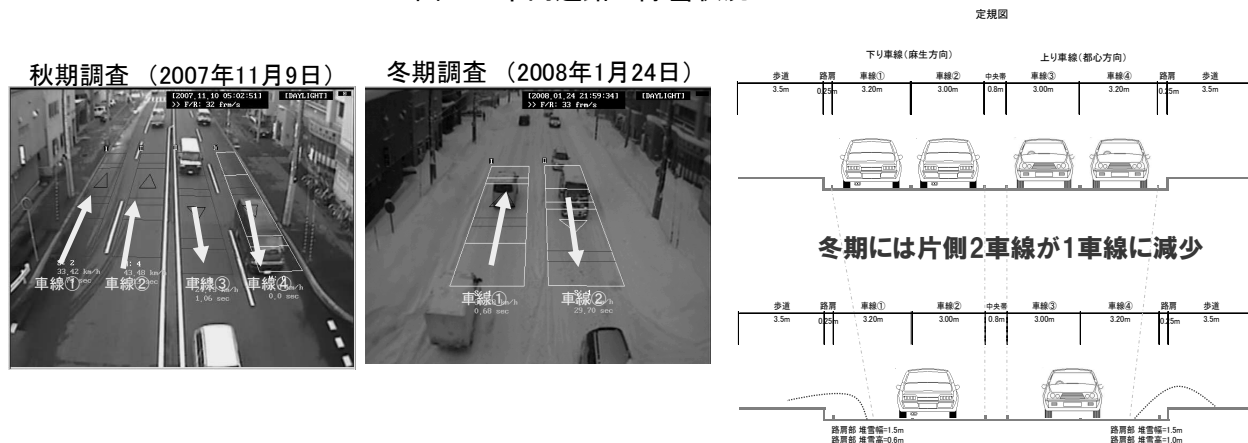 定規図
秋期調査 （2007年11月9日）
[2007.11.10 05:02:51]
[DAYLIGHT]
>> F/R: 32 frm/s
33,42 km/h
43,48 km/h
車線①
車線②
車線③
車線④
1,06 sec
0,0 sec
冬期調査 （2008年1月24日）
[2008.01.24 21:59:34]
[DAYLIGHT]
>> F/R: 33 frm/s
車線①
車線②
0,68 sec
29,70 sec
下り車線（麻生方向）
上り車線（都心方向）
歩道 路肩 車線① 車線② 中央帯 車線③ 車線④ 路肩 歩道
3.5m 0.25m 3.20m 3.00m 0.8m 3.00m 3.20m 0.25m 3.5m
冬期には片側2車線が1車線に減少
歩道 路肩 車線① 車線② 中央帯 車線③ 車線④ 路肩 歩道
3.5m 0.25m 3.20m 3.00m 0.8m 3.00m 3.20m 0.25m 3.5m
路肩部 堆雪幅=1.5m
路肩部 堆雪高=0.6m
路肩部 堆雪幅=1.5m
路肩部 堆雪高=1.0m